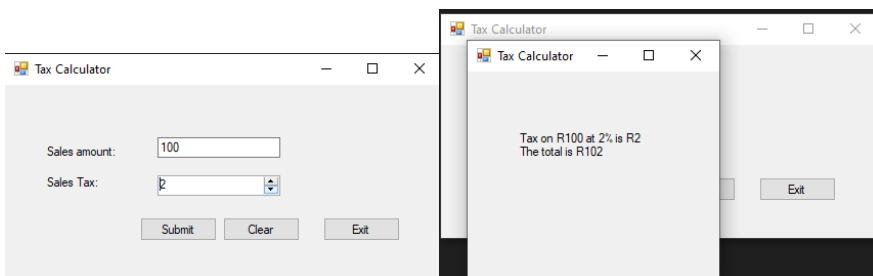 Tax Calculator
Sales amount:
100
Sales Tax:
2
Submit
Clear
Exit
Tax Calculator
Tax Calculator
Tax on R100 at 2% is R2
The total is R102
Exit